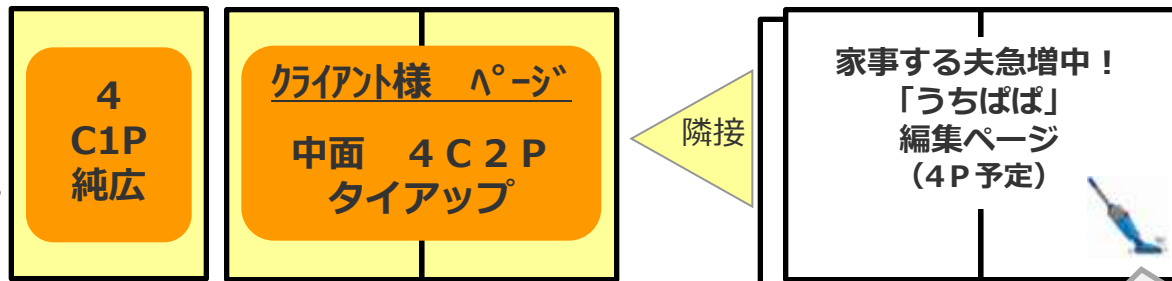 4
C1P
純広
ｸﾗｲｱﾝﾄ様　ﾍﾟｰｼﾞ
中面　４Ｃ２Ｐ
タイアップ
隣接
家事する夫急増中！
「うちぱぱ」
編集ページ
（4Ｐ予定）